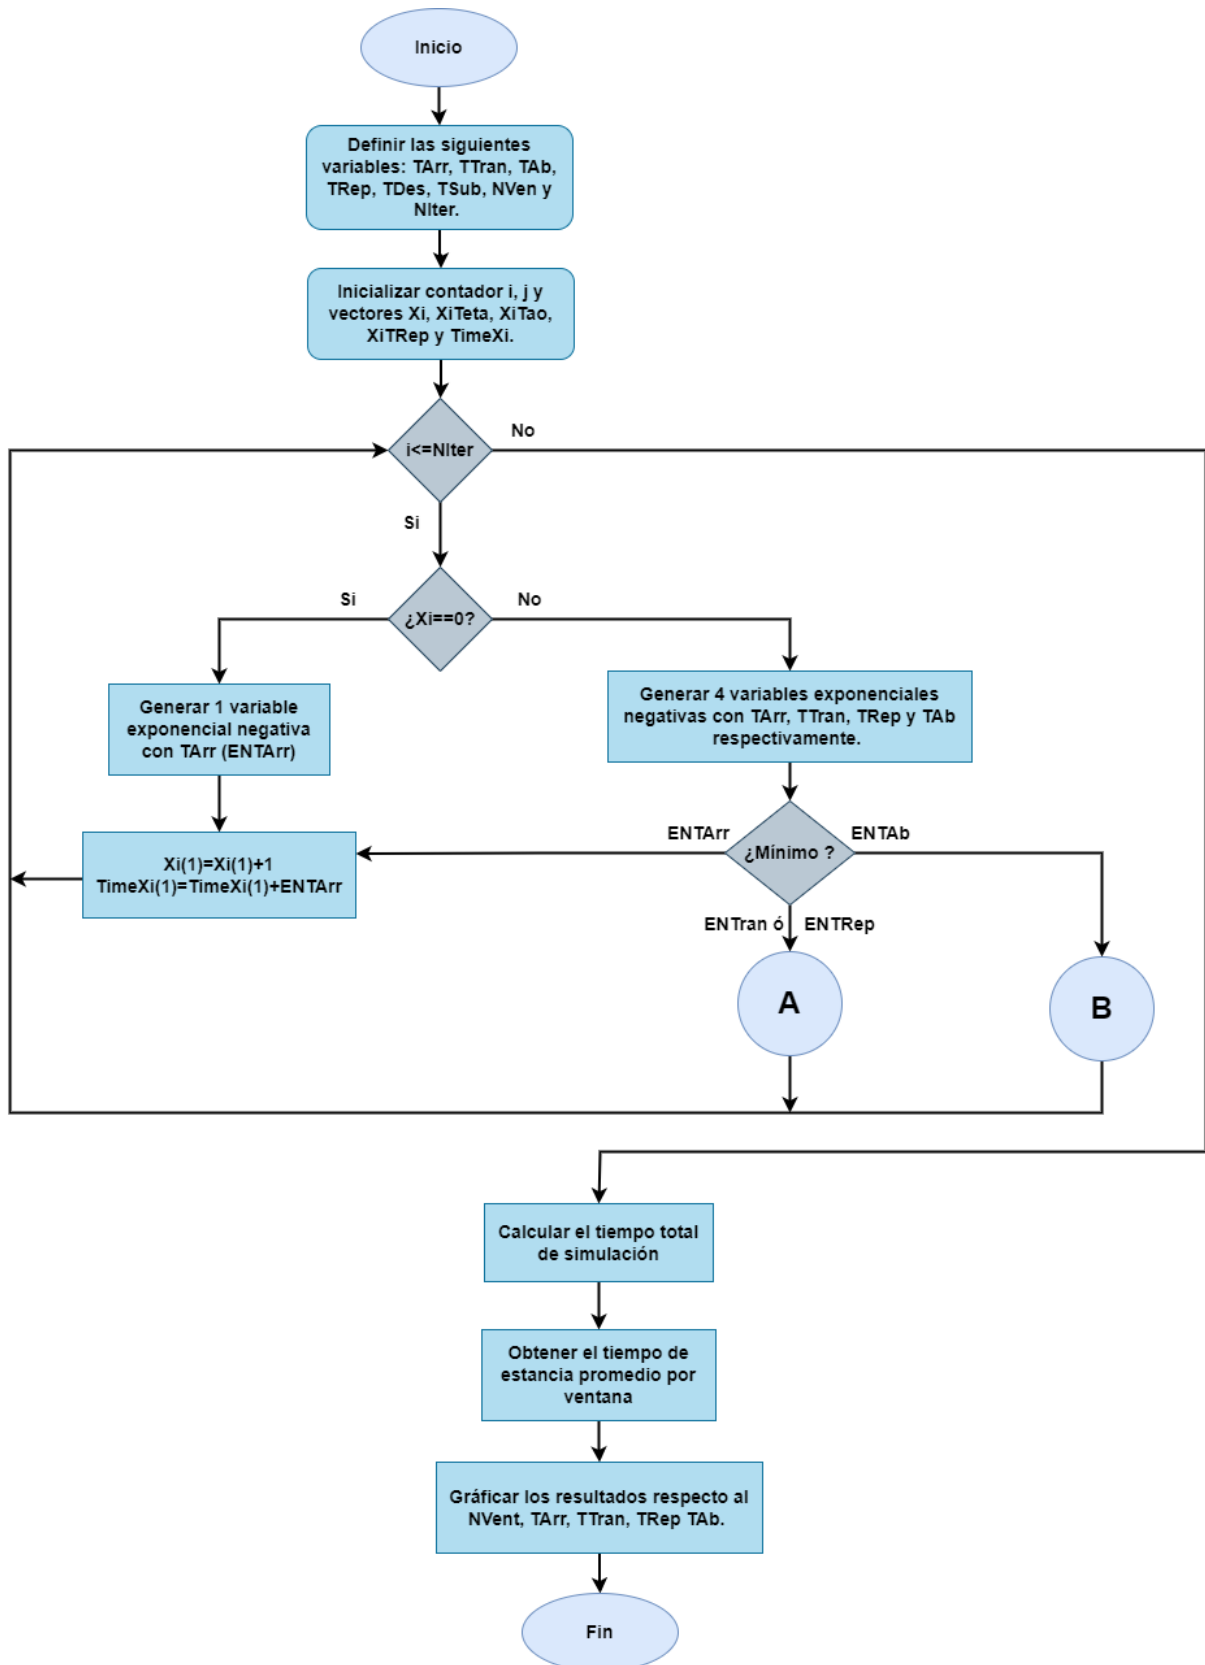 Inicio
Definir las siguientes
variables: TArr, TTran, TAb,
TRep, TDes, TSub, NVen y
NIter.
Inicializar contador i, j y
vectores Xi, XiTeta, XiTao,
XiTRep y TimeXi.
i<=NIter
No
Si
¿Xi==0?
Si
No
Generar 1 variable
exponencial negativa
con TArr (ENTArr)
Generar 4 variables exponenciales
negativas con TArr, TTran, TRep y TAb
respectivamente.
Xi(1)=Xi(1)+1
TimeXi(1)=TimeXi(1)+ENTArr
ENTArr
¿Mínimo ?
ENTAb
ENTran ó
ENTRep
A
B
Calcular el tiempo total
de simulación
Obtener el tiempo de
estancia promedio por
ventana
Gráficar los resultados respecto al
NVent, TArr, TTran, TRep TAb.
Fin